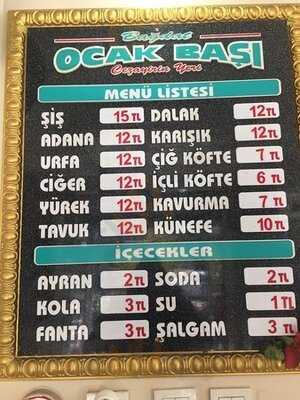 Bağdat
OCAK BAŞI
Cezayirin Yeri
MENÜ LİSTESİ
ŞİŞ 15 TL DALAK 12 TL
ADANA 12 TL KARIŞIK 12 TL
URFA 12 TL ÇİĞ KÖFTE 7 TL
CİĞER 12 TL İÇLİ KÖFTE 6 TL
YÜREK 12 TL KAVURMA 7 TL
TAVUK 12 TL KÜNEFE 10 TL
İÇECEKLER
AYRAN 2 TL SODA 2 TL
KOLA 3 TL SU 1 TL
FANTA 3 TL ŞALGAM 3 TL